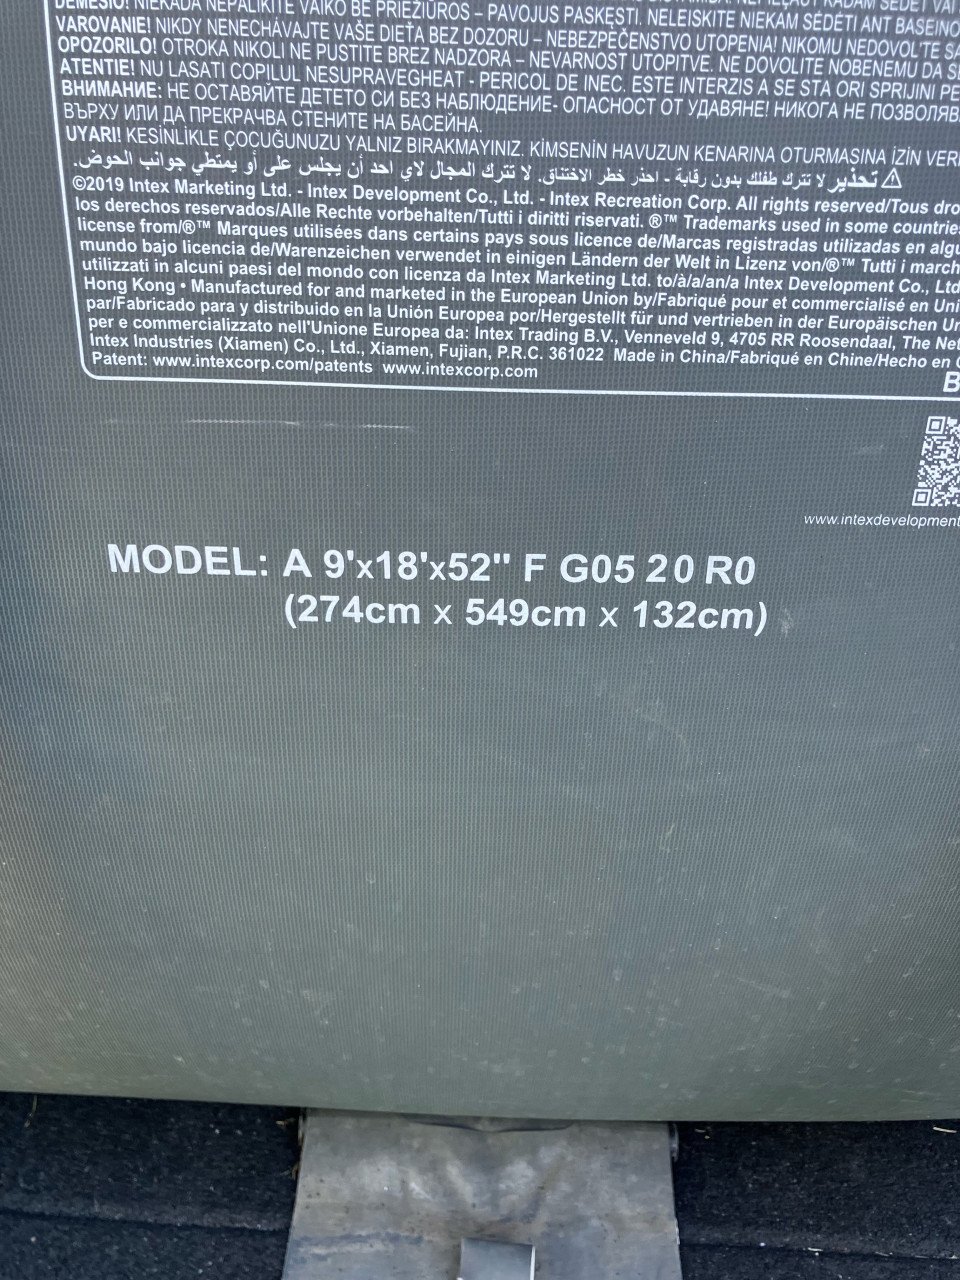 DĖMESIO! NIEKADA NEPALIKITE VAIKO BE PRIEŽIŪROS – PAVOJUS PASKĘSTI. NELEISKITE NIEKAM SĖDĖTI ANT BASEINO
VAROVANIE! NIKDY NENECHÁVAJTE VAŠE DIEŤA BEZ DOZORU – NEBEZPEČENSTVO UTOPENIA! NIKOMU NEDOVOĽTE
OPOZORILO! OTROKA NIKOLI NE PUSTITE BREZ NADZORA – NEVARNOST UTOPITVE. NE DOVOLITE NOBENEMU DA
ATENTIE! NU LASATI COPILUL NESUPRAVEGHEAT - PERICOL DE INEC. ESTE INTERZIS A SE STA ORI SPRIJINI
ВНИМАНИЕ: НЕ ОСТАВЯЙТЕ ДЕТЕТО СИ БЕЗ НАБЛЮДЕНИЕ- ОПАСНОСТ ОТ УДАВЯНЕ! НИКОГА НЕ ПОЗВОЛЯВ
ВЪРХУ ИЛИ ДА ПРЕКРАЧВА СТЕНИТЕ НА БАСЕЙНА.
UYARI! KESİNLİKLE ÇOCUĞUNUZU YALNIZ BIRAKMAYINIZ. KİMSENİN HAVUZUN KENARINA OTURMASINA İZİN VER
⚠ تحذير لا تترك طفلك بدون رقابة - احذر خطر الاختناق. لا تترك المجال لاي احد أن يجلس على أو يمتطي جوانب الحوض.
©2019 Intex Marketing Ltd. - Intex Development Co., Ltd. - Intex Recreation Corp. All rights reserved/Tous dro
los derechos reservados/Alle Rechte vorbehalten/Tutti i diritti riservati. ®™ Trademarks used in some countries
license from/®™ Marques utilisées dans certains pays sous licence de/Marcas registradas utilizadas en algu
mundo bajo licencia de/Warenzeichen verwendet in einigen Ländern der Welt in Lizenz von/®™ Tutti i march
utilizzati in alcuni paesi del mondo con licenza da Intex Marketing Ltd. to/à/a/an/a Intex Development Co., Ltd
Hong Kong • Manufactured for and marketed in the European Union by/Fabriqué pour et commercialisé en Uni
par/Fabricado para y distribuido en la Unión Europea por/Hergestellt für und vertrieben in der Europäischen Un
per e commercializzato nell'Unione Europea da: Intex Trading B.V., Venneveld 9, 4705 RR Roosendaal, The Net
Intex Industries (Xiamen) Co., Ltd., Xiamen, Fujian, P.R.C. 361022 Made in China/Fabriqué en Chine/Hecho en
Patent: www.intexcorp.com/patents www.intexcorp.com
B
www.intexdevelopment
MODEL: A 9'x18'x52" F G05 20 R0
(274cm x 549cm x 132cm)